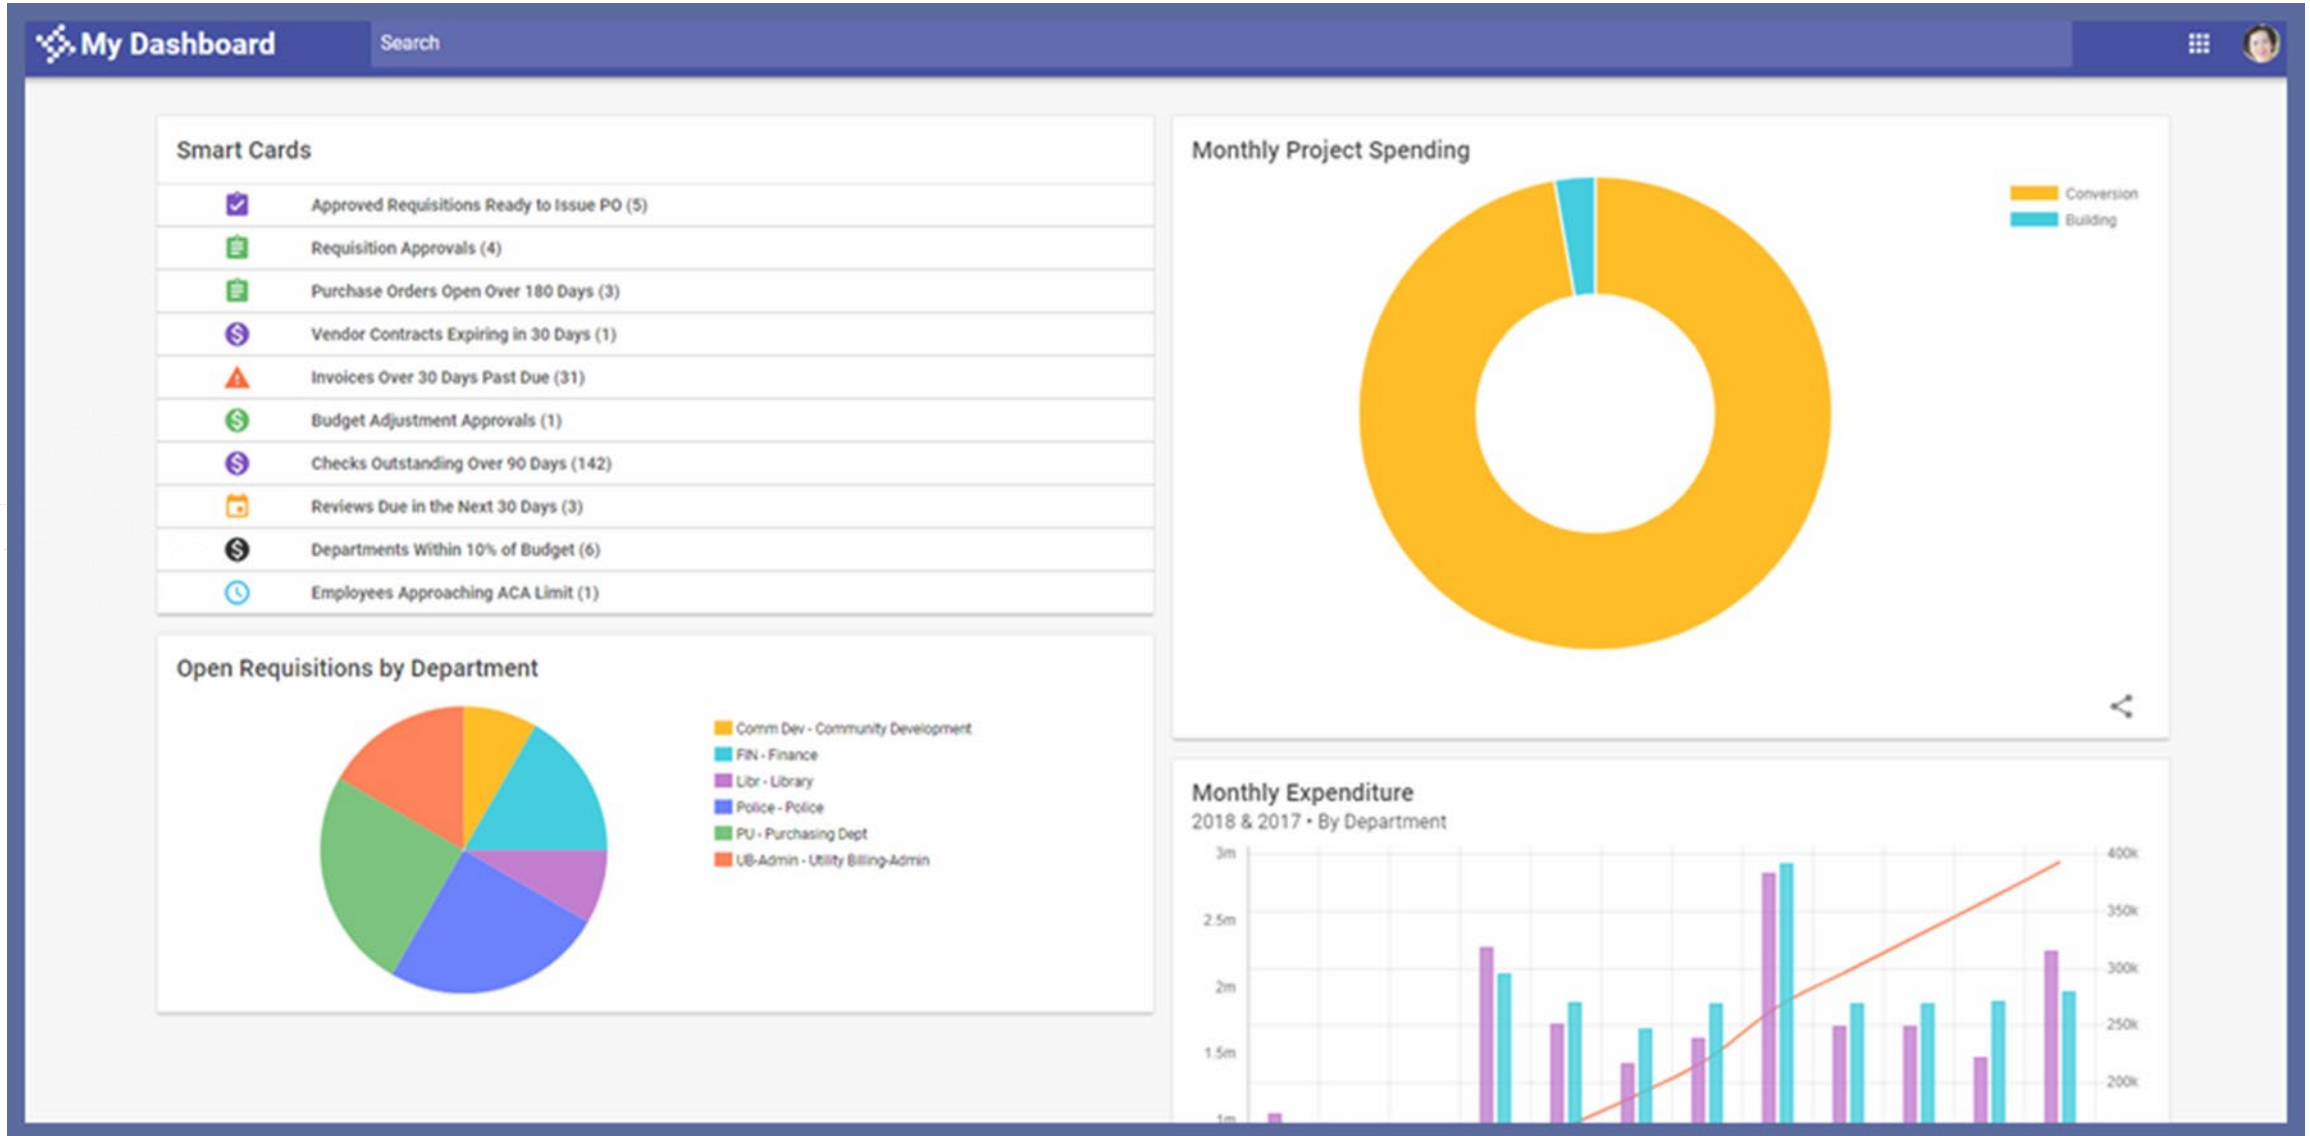 My Dashboard
Search
Smart Cards
Approved Requisitions Ready to Issue PO (5)
Requisition Approvals (4)
Purchase Orders Open Over 180 Days (3)
Vendor Contracts Expiring in 30 Days (1)
Invoices Over 30 Days Past Due (31)
Budget Adjustment Approvals (1)
Checks Outstanding Over 90 Days (142)
Reviews Due in the Next 30 Days (3)
Departments Within 10% of Budget (6)
Employees Approaching ACA Limit (1)
Open Requisitions by Department
Comm Dev - Community Development
FIN - Finance
Libr - Library
Police - Police
PU - Purchasing Dept
UB-Admin - Utility Billing-Admin
Monthly Project Spending
Conversion
Building
Monthly Expenditure
2018 & 2017 • By Department
3m
2.5m
2m
1.5m
1m
400k
350k
300k
250k
200k